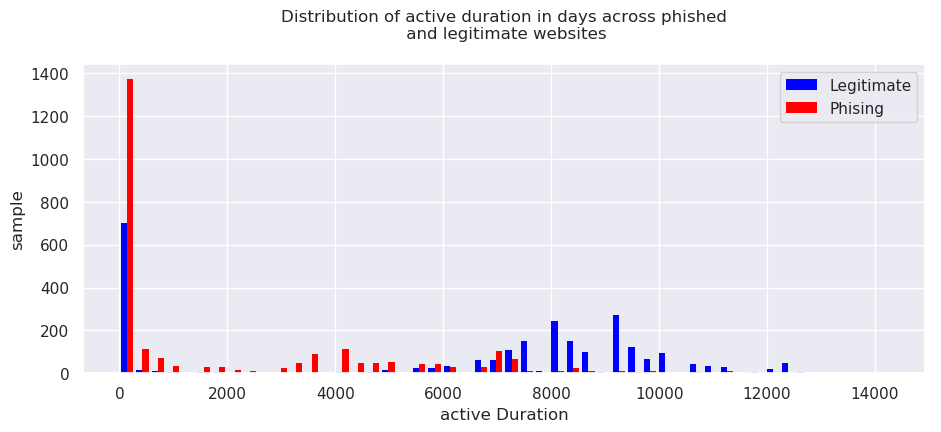 Distribution of active duration in days across phished
and legitimate websites
1400
1200
1000
800
600
400
200
0
sample
Legitimate
Phising
0 2000 4000 6000 8000 10000 12000 14000
active Duration